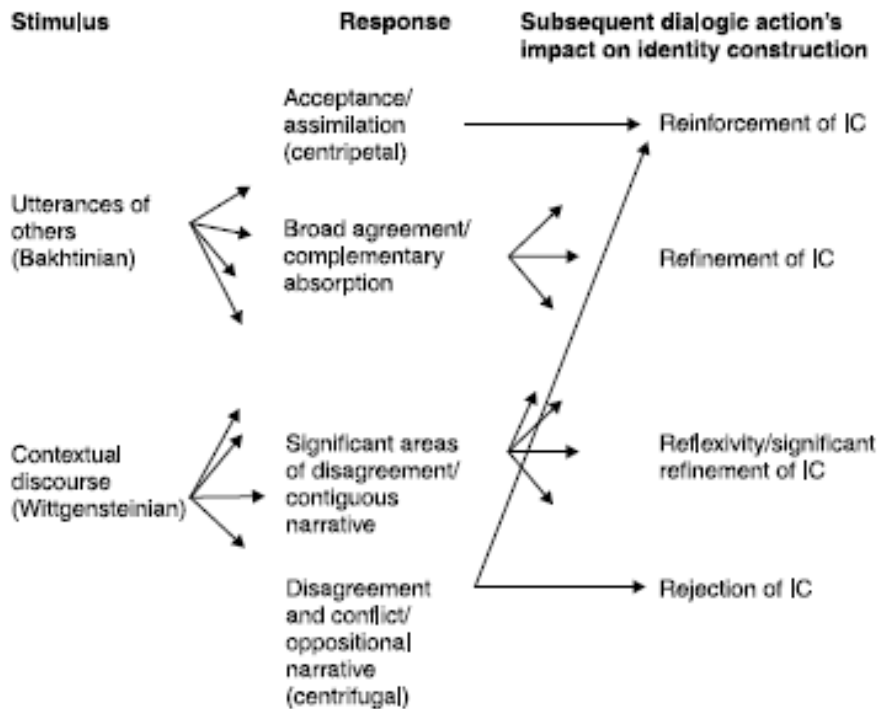 Stimulus
Response
Subsequent dialogic action's
impact on identity construction
Acceptance/
assimilation
(centripetal)
Reinforcement of IC
Utterances of
others
(Bakhtinian)
Broad agreement/
complementary
absorption
Refinement of IC
Contextual
discourse
(Wittgensteinian)
Significant areas
of disagreement/
contiguous
narrative
Reflexivity/significant
refinement of IC
Disagreement
and conflict/
oppositional
narrative
(centrifugal)
Rejection of IC